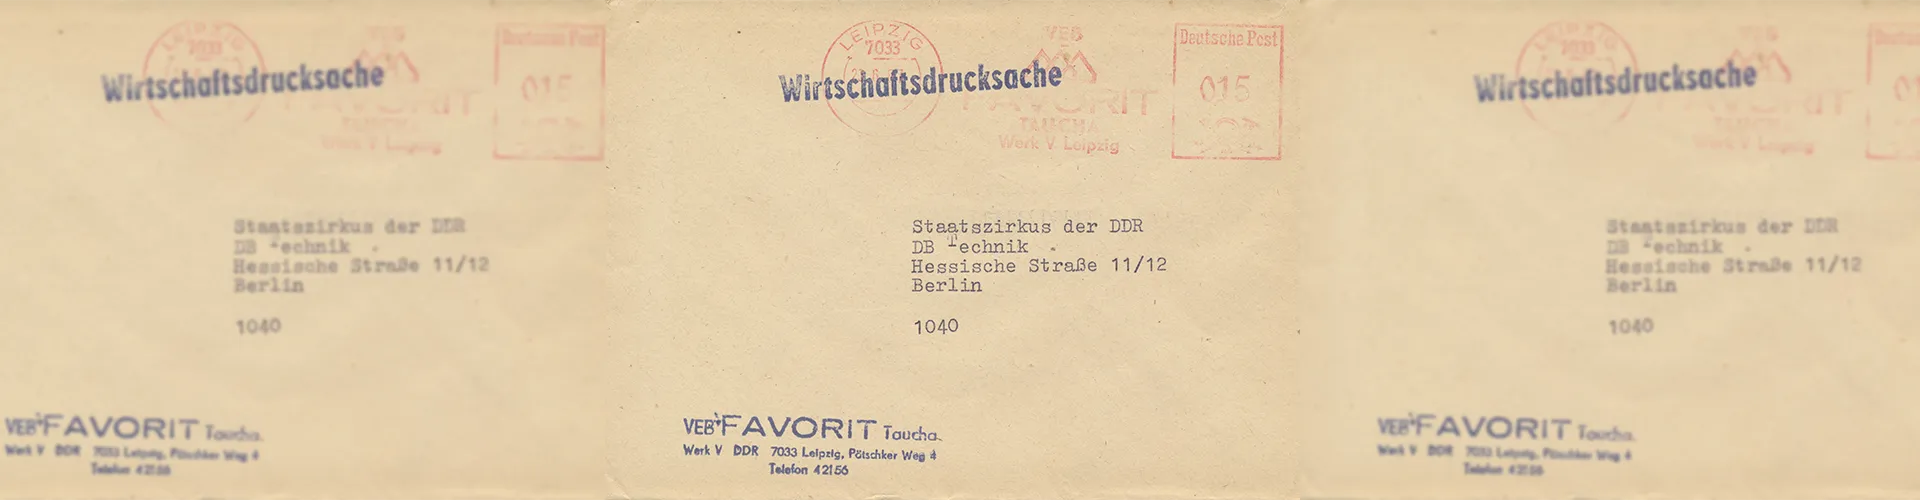 LEIPZIG
7033
VEB
Deutsche Post
Wirtschaftsdrucksache
015
FAVORIT
TAUCHA
Werk V Leipzig
Staatszirkus der DDR
DB Technik
Hessische Straße 11/12
Berlin
1040
VEB FAVORIT Taucha.
Werk V DDR 7033 Leipzig, Pötschker Weg 4
Telefon 42156